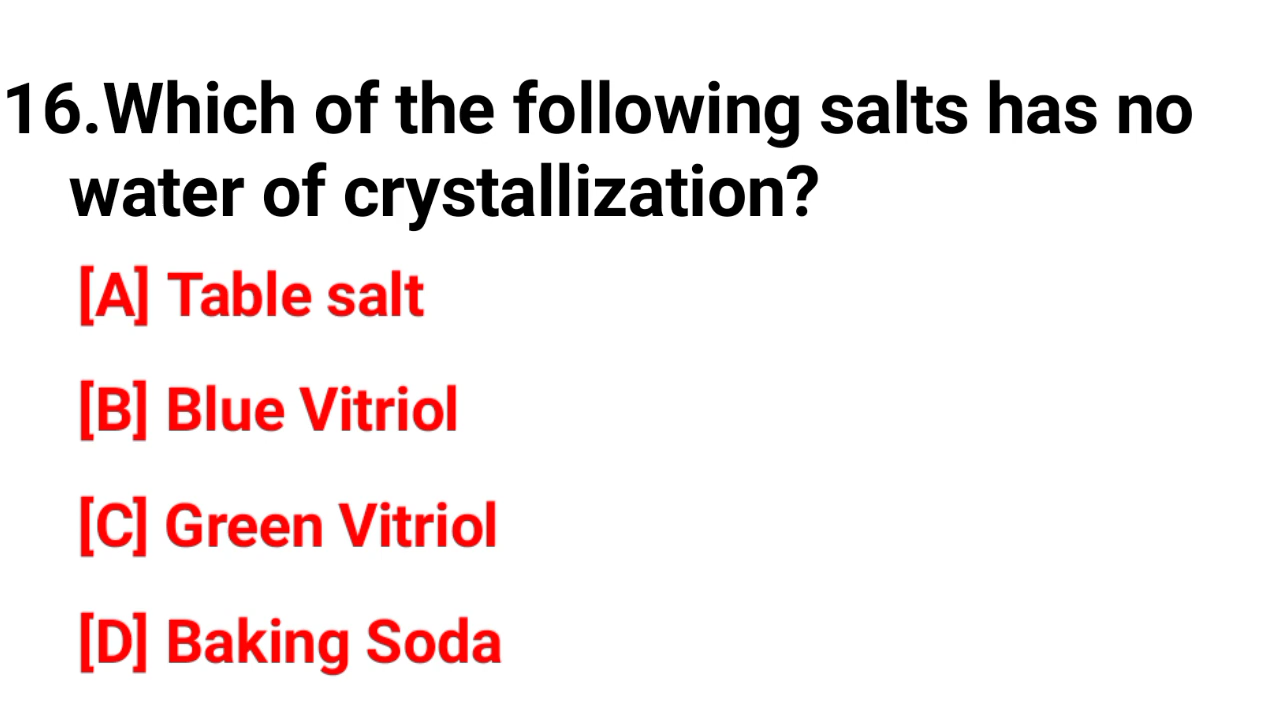 16.Which of the following salts has no
water of crystallization?
[A] Table salt
[B] Blue Vitriol
[C] Green Vitriol
[D] Baking Soda